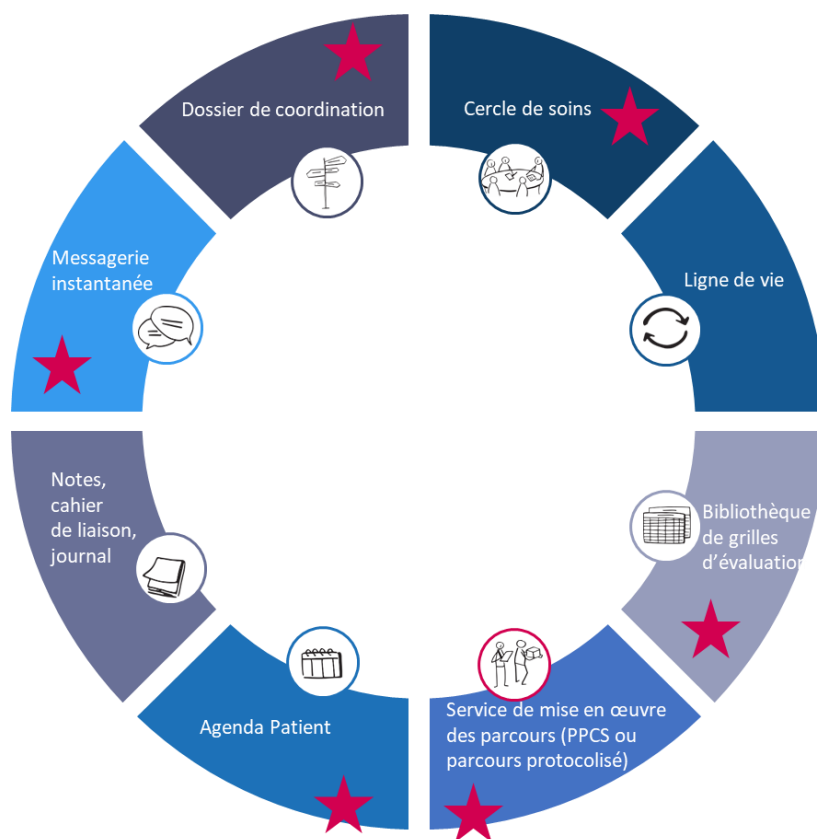 Dossier de coordination
Cercle de soins
Messagerie
instantanée
Ligne de vie
Notes,
cahier
de liaison,
journal
Bibliothèque
de grilles
d'évaluation
Agenda Patient
Service de mise en œuvre
des parcours (PPCS ou
parcours protocolisé)